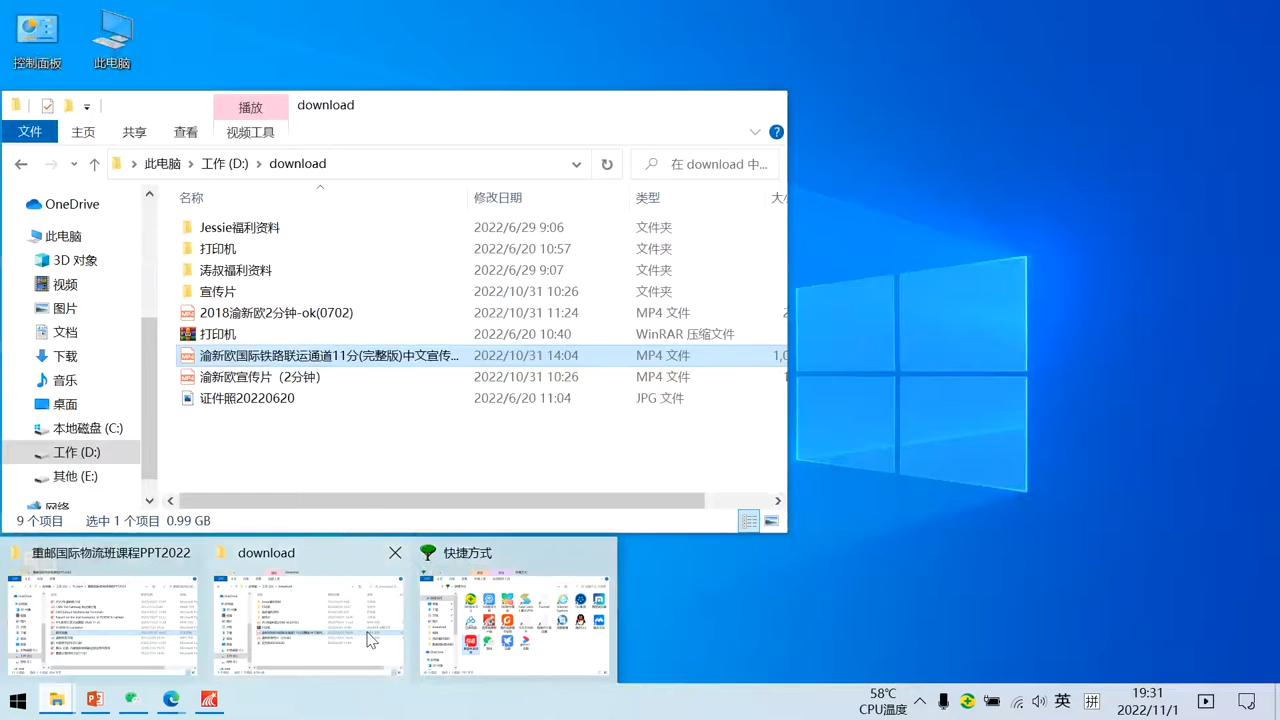 控制面板
此电脑
播放
download
文件
主页
共享
查看
视频工具
此电脑
工作 (D:)
download
在 download 中...
名称
修改日期
类型
OneDrive
此电脑
3D 对象
视频
图片
文档
下载
音乐
桌面
本地磁盘 (C:)
工作 (D:)
其他 (E:)
网络
Jessie福利资料 2022/6/29 9:06 文件夹
打印机 2022/6/20 10:57 文件夹
涛叔福利资料 2022/6/29 9:07 文件夹
宣传片 2022/10/31 10:26 文件夹
2018渝新欧2分钟-ok(0702) 2022/10/31 11:24 MP4 文件
打印机 2022/6/20 10:40 WinRAR 压缩文件
渝新欧国际铁路联运通道11分(完整版)中文宣传... 2022/10/31 14:04 MP4 文件
渝新欧宣传片（2分钟） 2022/10/31 10:26 MP4 文件
证件照20220620 2022/6/20 11:04 JPG 文件
9 个项目 选中 1 个项目 0.99 GB
重邮国际物流班课程PPT2022
download
快捷方式
58℃
CPU温度
英
拼
19:31
2022/11/1